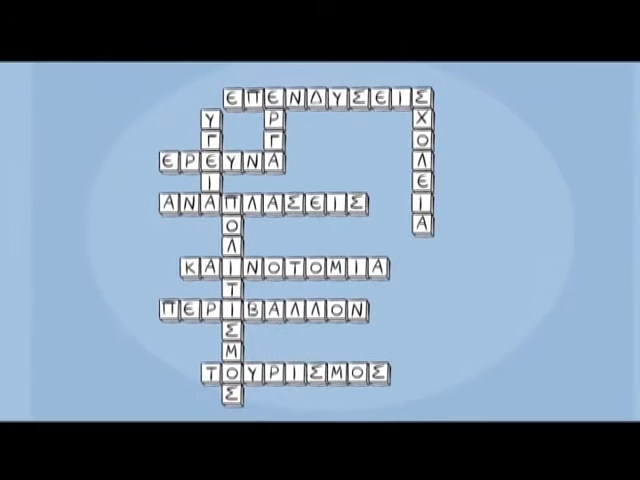 ΕΠΕΝΔΥΣΕΙΣ
ΥΓΕΙΑ
ΕΡΓΑ
ΣΧΟΛΕΙΑ
ΕΡΕΥΝΑ
ΑΝΑΠΛΑΣΕΙΣ
ΠΟΛΙΤΙΣΜΟΣ
ΚΑΙΝΟΤΟΜΙΑ
ΠΕΡΙΒΑΛΛΟΝ
ΤΟΥΡΙΣΜΟΣ